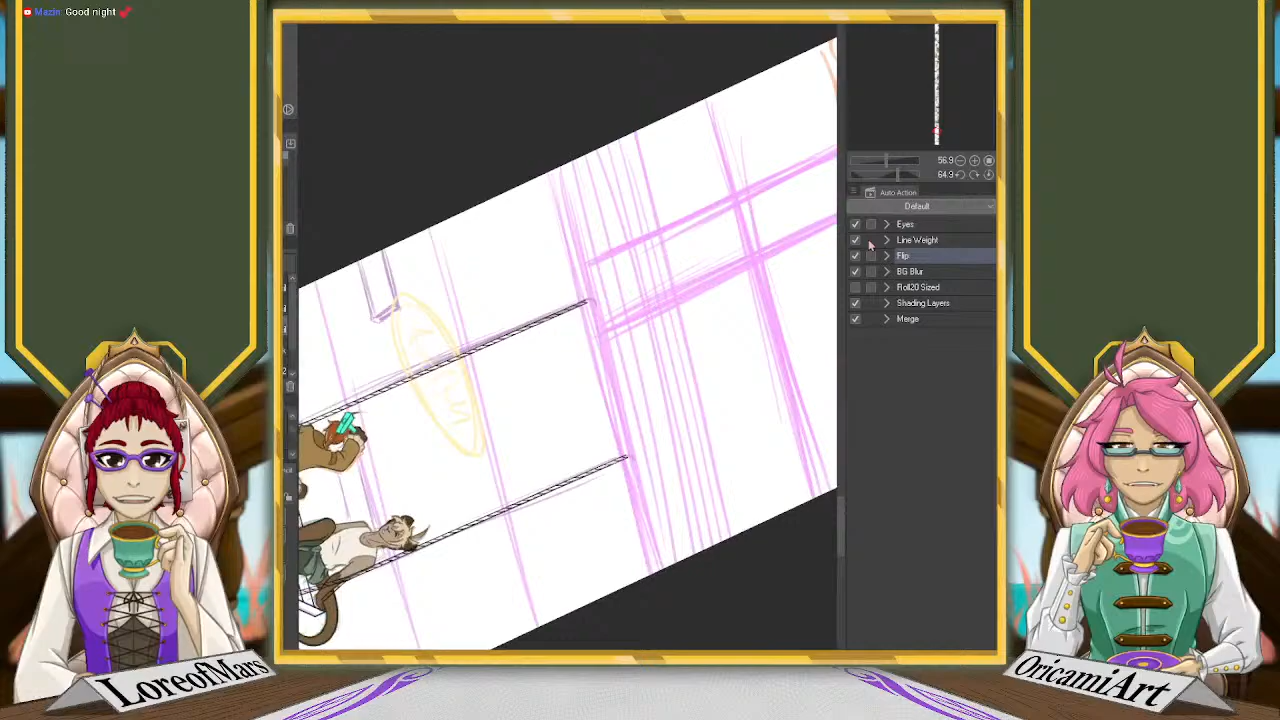 Mazin Good night
56.9
64.9
Auto Action
Default
Eyes
Line Weight
Flip
BG Blur
Roll20 Sized
Shading Layers
Merge
LoreofMars
OricamiArt